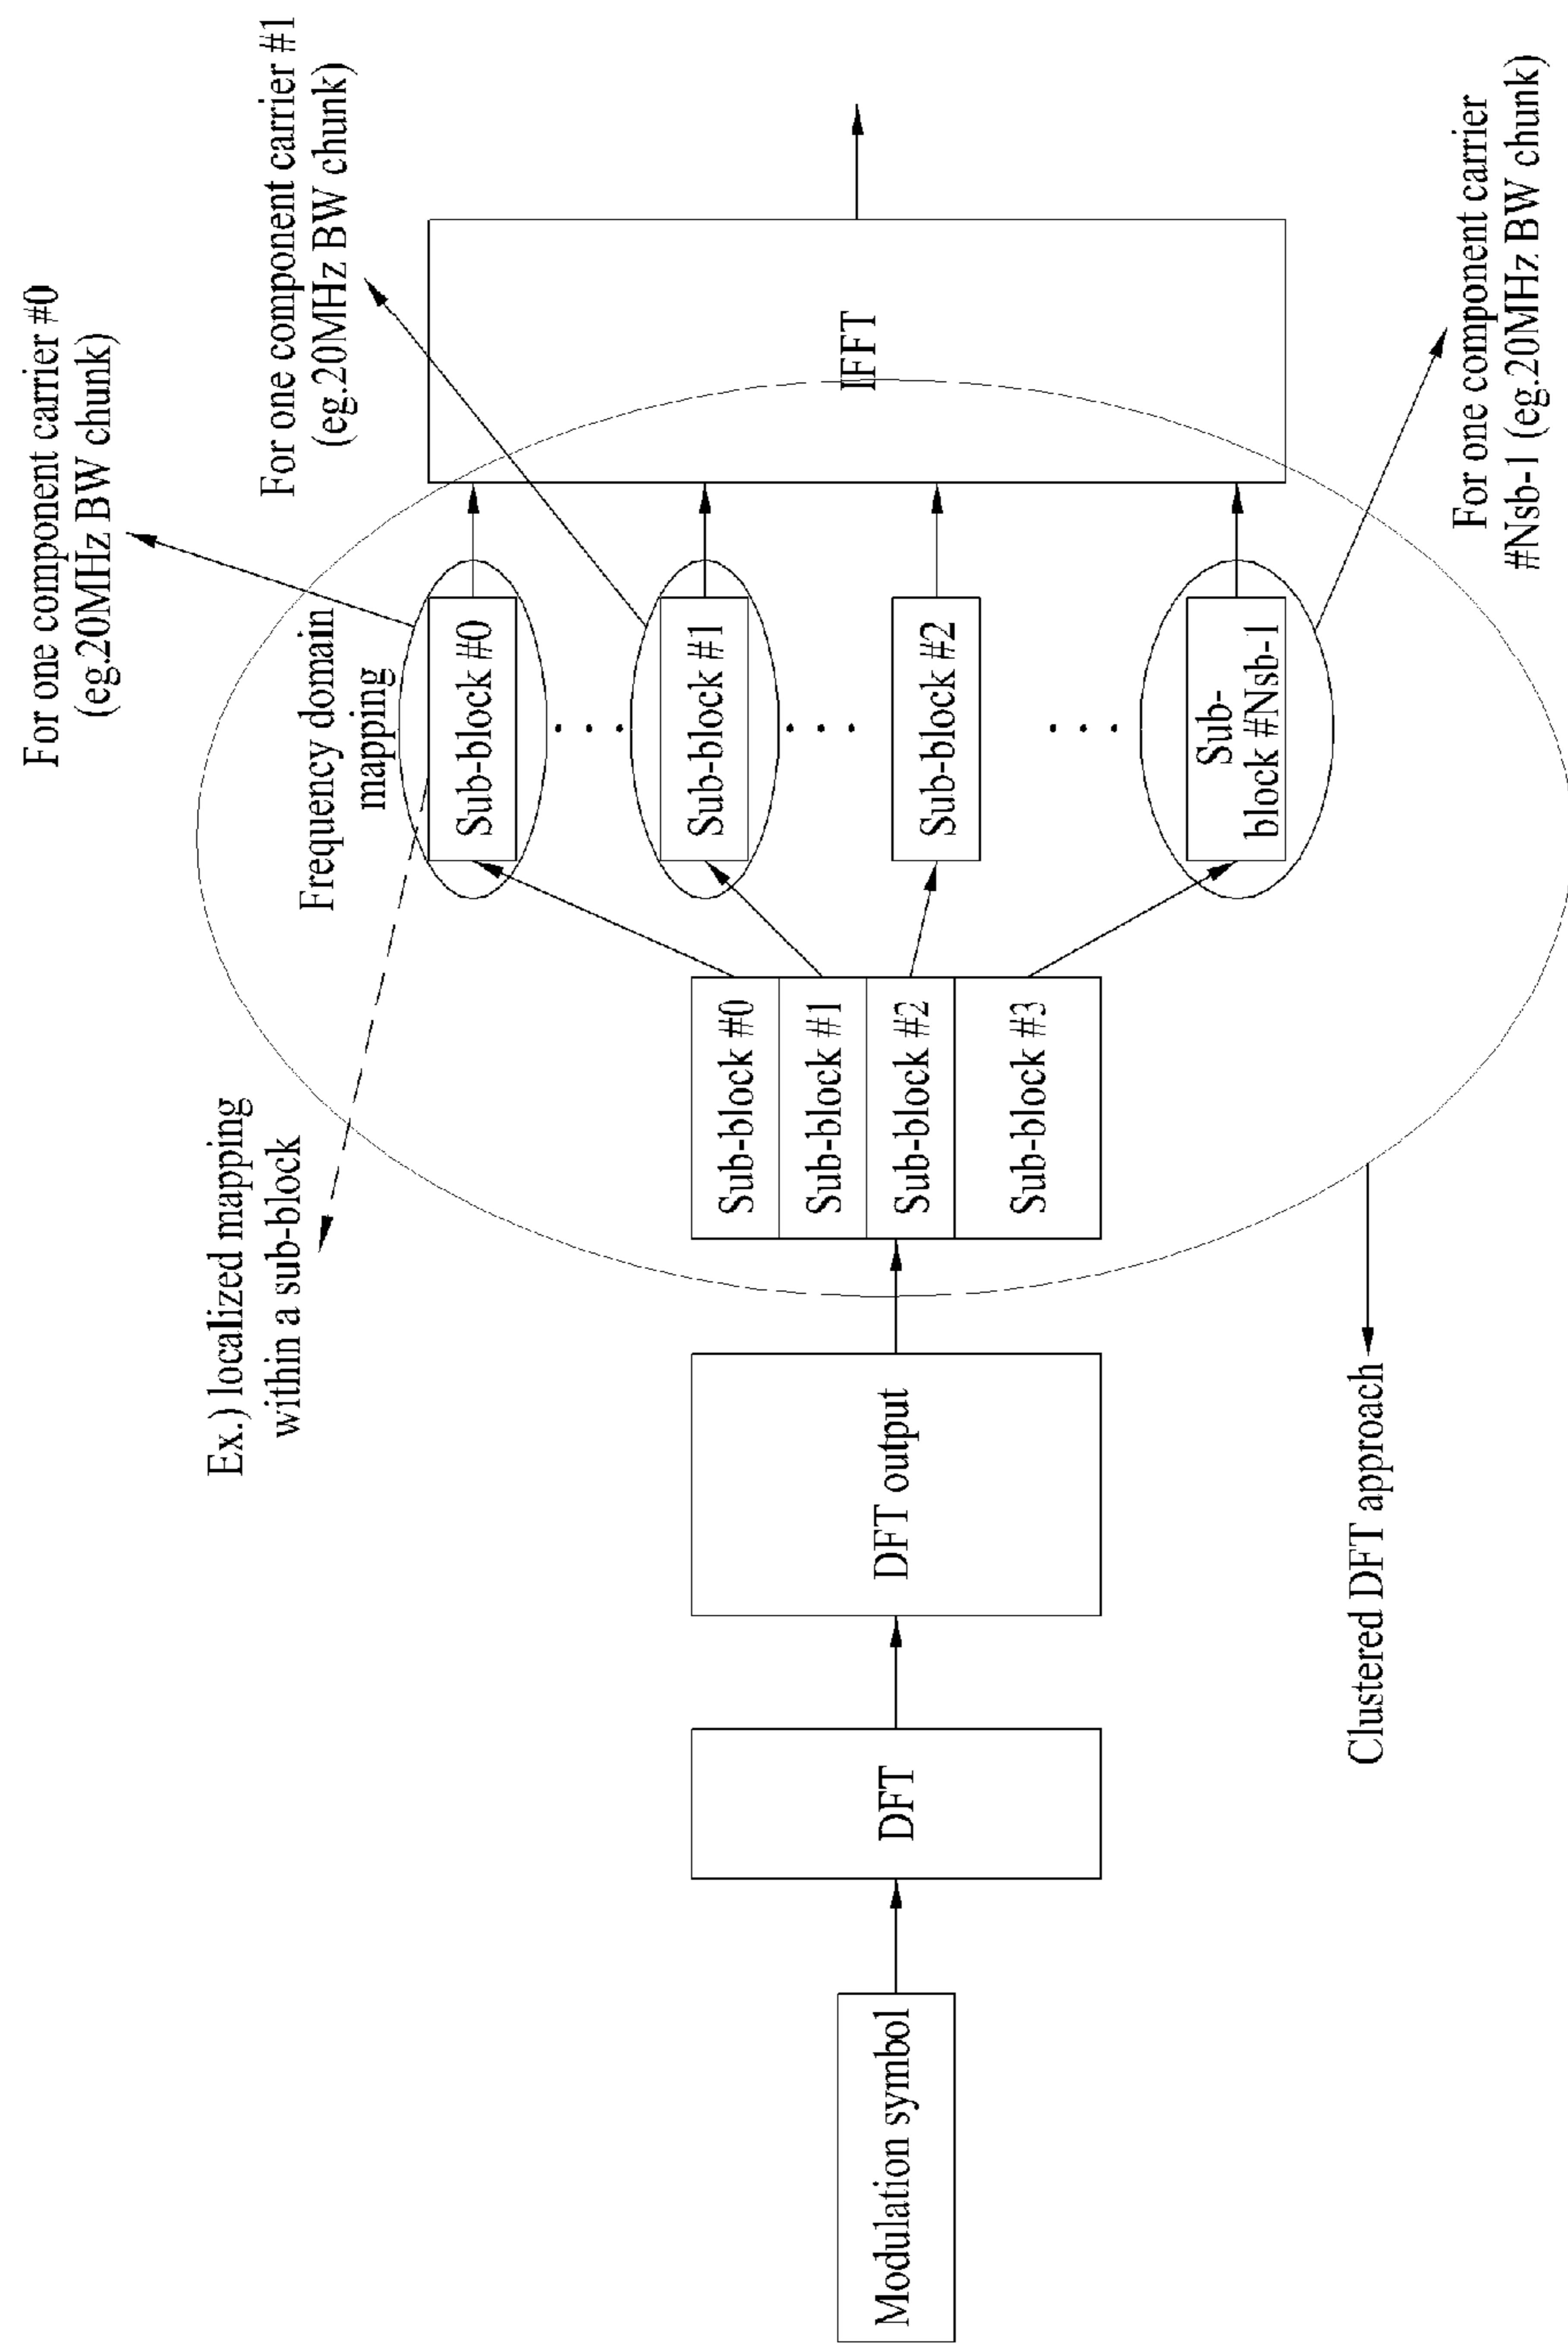 For one component carrier #0
(eg.20MHz BW chunk)
For one component carrier #1
(eg.20MHz BW chunk)
Ex.) localized mapping
within a sub-block
Frequency domain
mapping
Modulation symbol
DFT
DFT output
Sub-block #0
Sub-block #1
Sub-block #2
Sub-block #3
Sub-block #0
Sub-block #1
Sub-block #2
Sub-
block #Nsb-1
IFFT
Clustered DFT approach
For one component carrier
#Nsb-1 (eg.20MHz BW chunk)